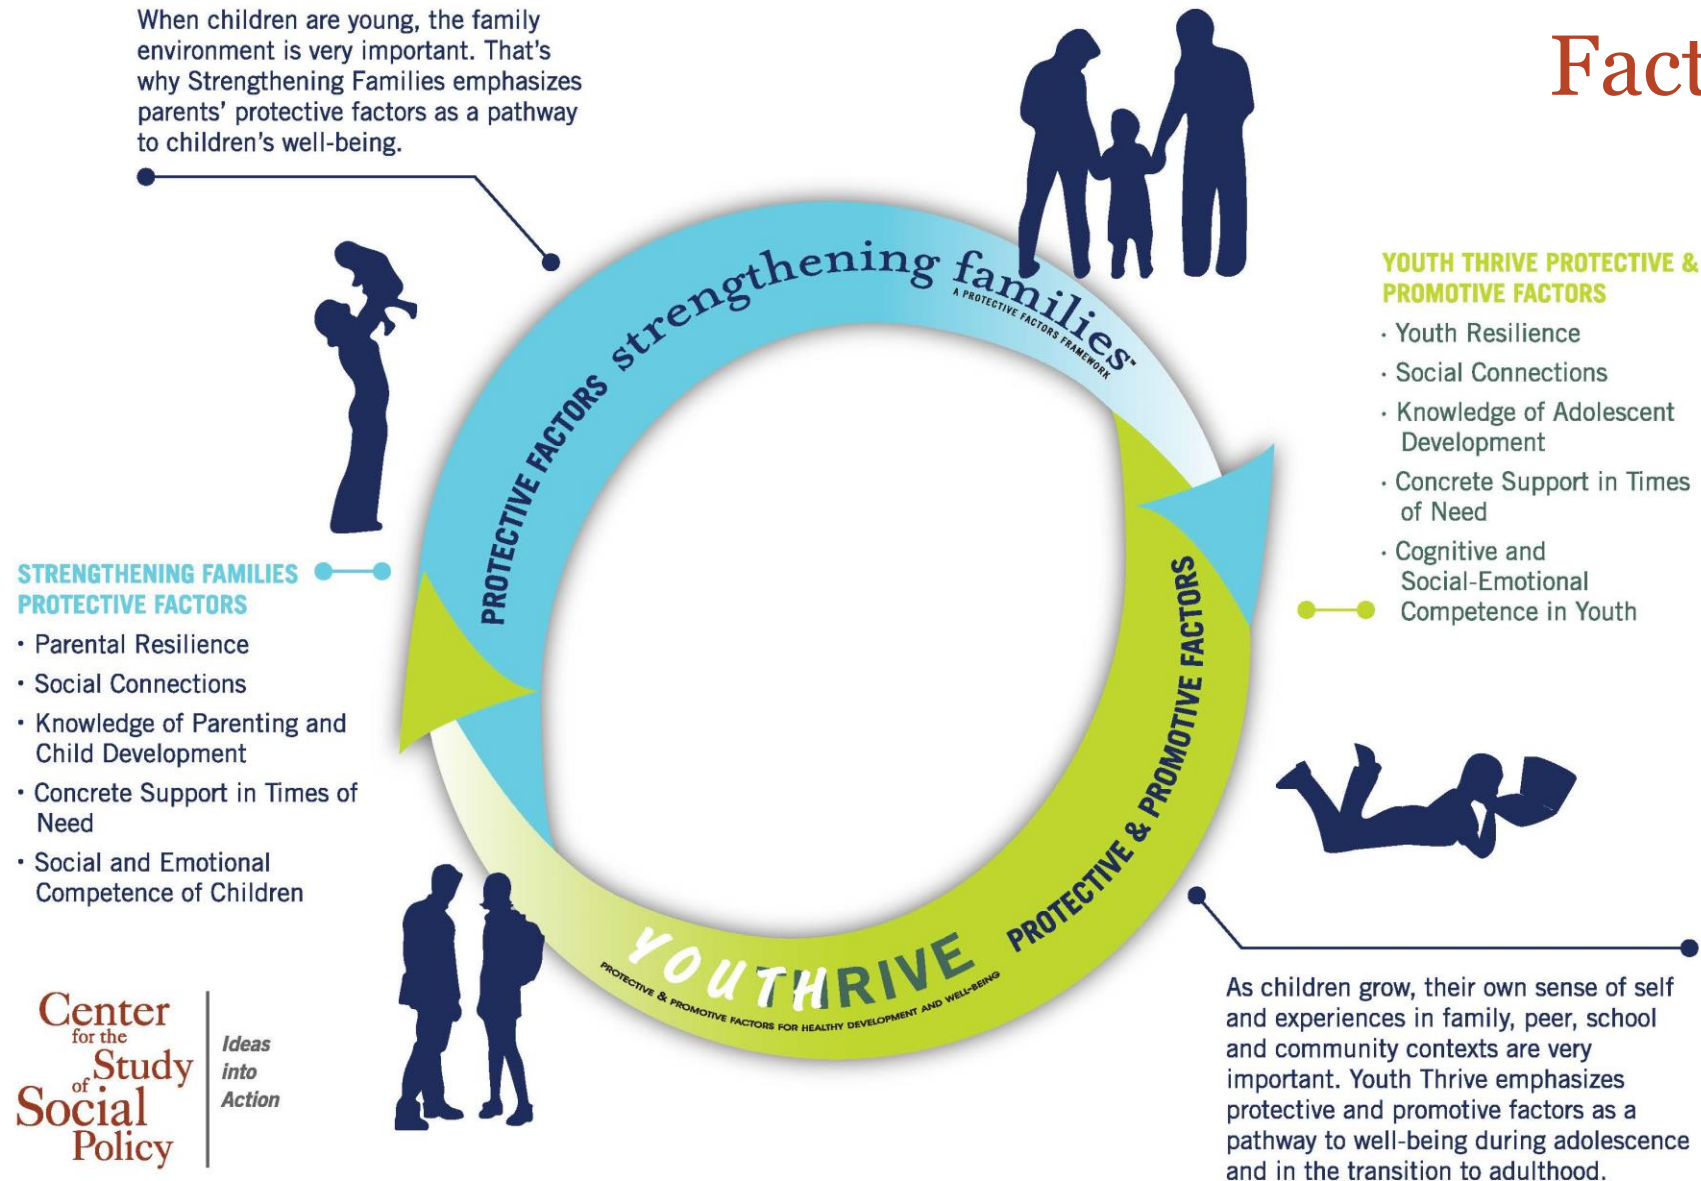 When children are young, the family
environment is very important. That's
why Strengthening Families emphasizes
parents' protective factors as a pathway
to children's well-being.
Fact
PROTECTIVE FACTORS strengthening families™
A PROTECTIVE FACTORS FRAMEWORK
YOUTH THRIVE PROTECTIVE &
PROMOTIVE FACTORS
· Youth Resilience
· Social Connections
· Knowledge of Adolescent
Development
· Concrete Support in Times
of Need
· Cognitive and
Social-Emotional
Competence in Youth
STRENGTHENING FAMILIES
PROTECTIVE FACTORS
• Parental Resilience
• Social Connections
• Knowledge of Parenting and
Child Development
• Concrete Support in Times of
Need
• Social and Emotional
Competence of Children
YOUTHRIVE PROTECTIVE & PROMOTIVE FACTORS
PROTECTIVE & PROMOTIVE FACTORS FOR HEALTHY DEVELOPMENT AND WELL-BEING
As children grow, their own sense of self
and experiences in family, peer, school
and community contexts are very
important. Youth Thrive emphasizes
protective and promotive factors as a
pathway to well-being during adolescence
and in the transition to adulthood.
Center
for the
Study
of
Social
Policy
Ideas
into
Action